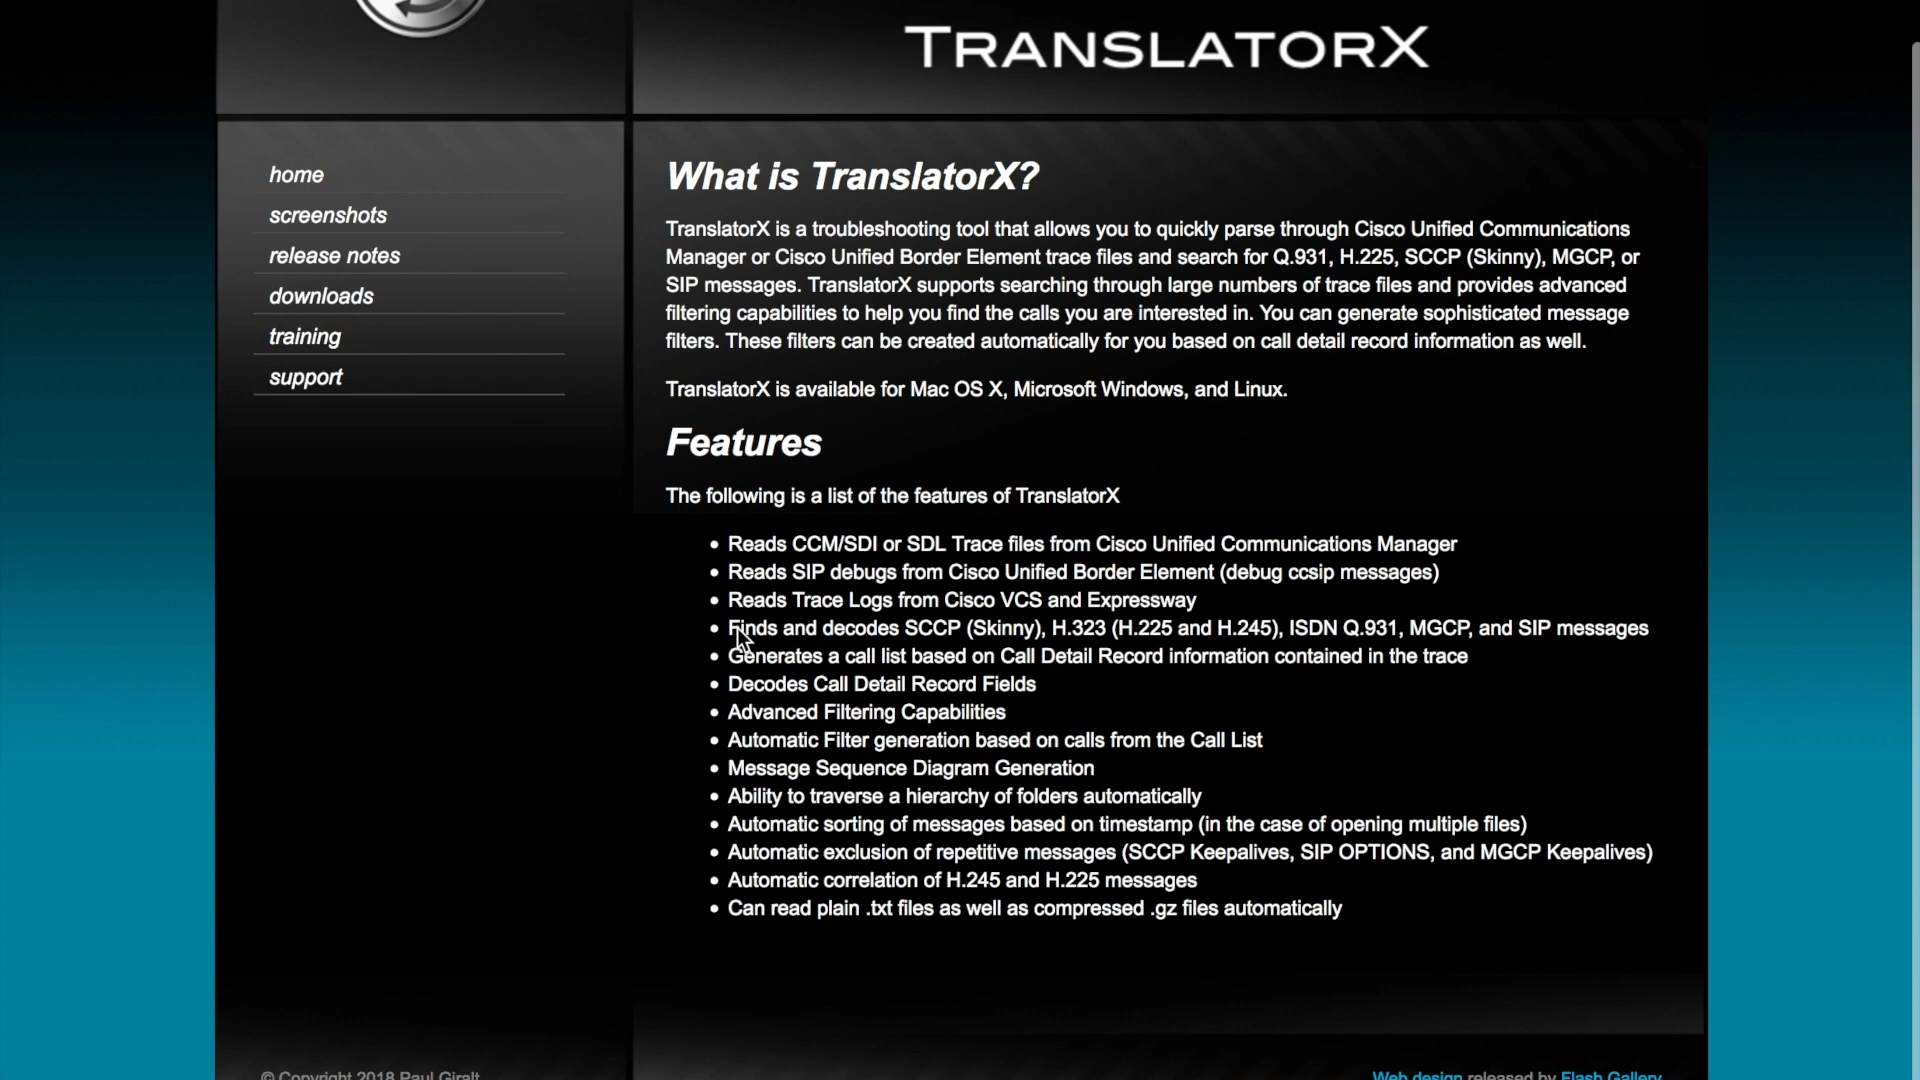 TRANSLATORX
home
screenshots
release notes
downloads
training
support
What is TranslatorX?
TranslatorX is a troubleshooting tool that allows you to quickly parse through Cisco Unified Communications
Manager or Cisco Unified Border Element trace files and search for Q.931, H.225, SCCP (Skinny), MGCP, or
SIP messages. TranslatorX supports searching through large numbers of trace files and provides advanced
filtering capabilities to help you find the calls you are interested in. You can generate sophisticated message
filters. These filters can be created automatically for you based on call detail record information as well.
TranslatorX is available for Mac OS X, Microsoft Windows, and Linux.
Features
The following is a list of the features of TranslatorX
• Reads CCM/SDI or SDL Trace files from Cisco Unified Communications Manager
• Reads SIP debugs from Cisco Unified Border Element (debug ccsip messages)
• Reads Trace Logs from Cisco VCS and Expressway
• Finds and decodes SCCP (Skinny), H.323 (H.225 and H.245), ISDN Q.931, MGCP, and SIP messages
• Generates a call list based on Call Detail Record information contained in the trace
• Decodes Call Detail Record Fields
• Advanced Filtering Capabilities
• Automatic Filter generation based on calls from the Call List
• Message Sequence Diagram Generation
• Ability to traverse a hierarchy of folders automatically
• Automatic sorting of messages based on timestamp (in the case of opening multiple files)
• Automatic exclusion of repetitive messages (SCCP Keepalives, SIP OPTIONS, and MGCP Keepalives)
• Automatic correlation of H.245 and H.225 messages
• Can read plain .txt files as well as compressed .gz files automatically
© Copyright 2018 Paul Giralt
Web design released by Flash Gallery